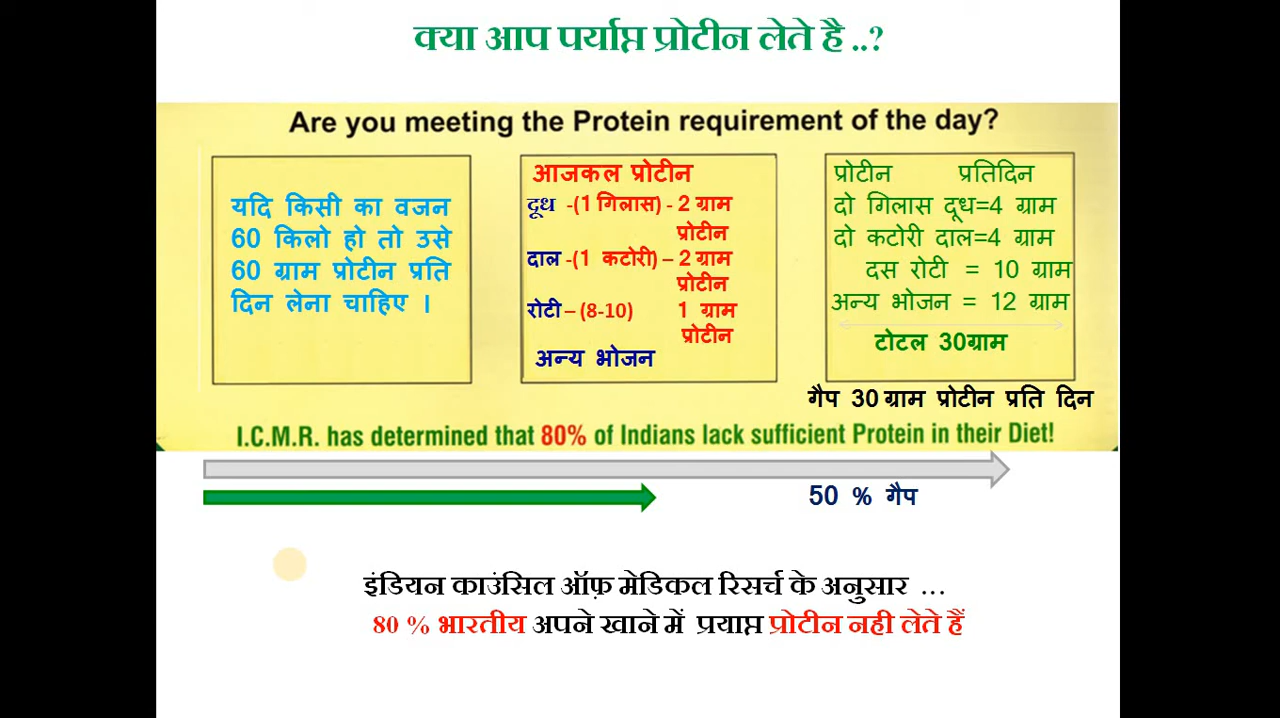 क्या आप पर्याप्त प्रोटीन लेते है ..?
Are you meeting the Protein requirement of the day?
यदि किसी का वजन
60 किलो हो तो उसे
60 ग्राम प्रोटीन प्रति
दिन लेना चाहिए ।
आजकल प्रोटीन
दूध -(1 गिलास) - 2 ग्राम
प्रोटीन
दाल -(1 कटोरी) – 2 ग्राम
प्रोटीन
रोटी – (8-10) 1 ग्राम
प्रोटीन
अन्य भोजन
प्रोटीन प्रतिदिन
दो गिलास दूध=4 ग्राम
दो कटोरी दाल=4 ग्राम
दस रोटी = 10 ग्राम
अन्य भोजन = 12 ग्राम
टोटल 30ग्राम
गैप 30 ग्राम प्रोटीन प्रति दिन
I.C.M.R. has determined that 80% of Indians lack sufficient Protein in their Diet!
50 % गैप
इंडियन काउंसिल ऑफ़ मेडिकल रिसर्च के अनुसार ...
80 % भारतीय अपने खाने में प्रयाप्त प्रोटीन नही लेते हैं